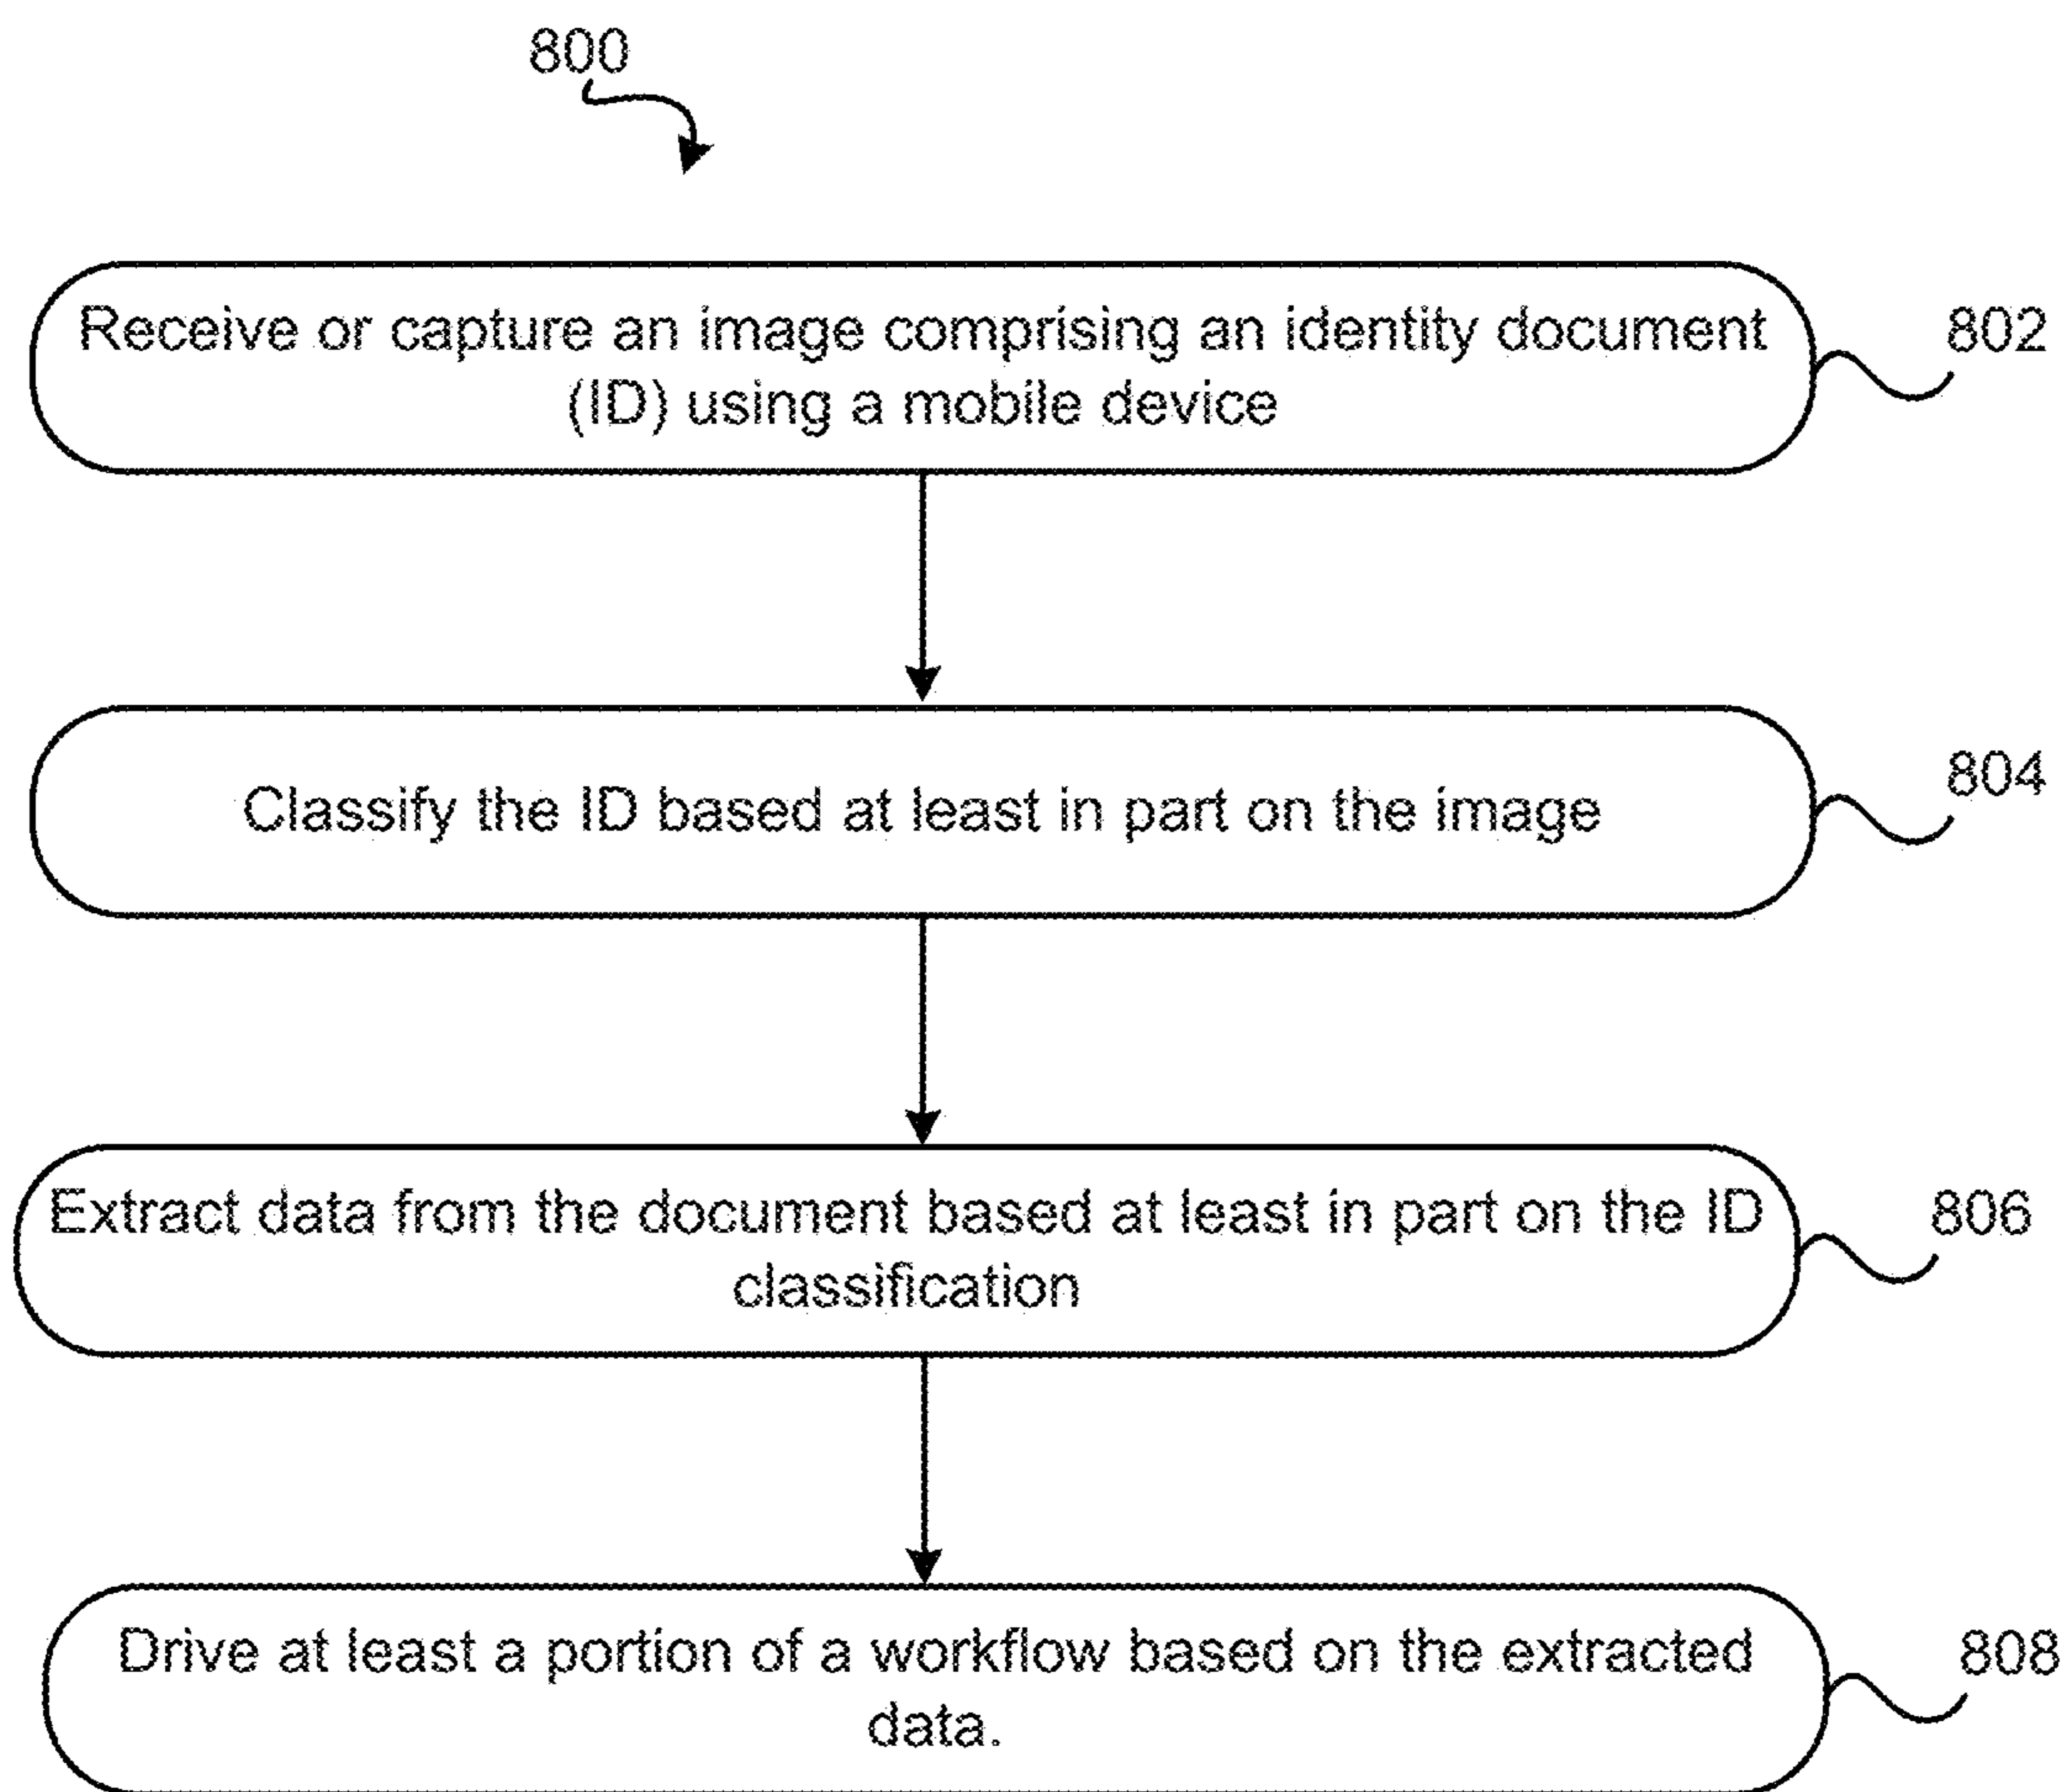 800
Receive or capture an image comprising an identity document
(ID) using a mobile device
802
Classify the ID based at least in part on the image
804
Extract data from the document based at least in part on the ID
classification
806
Drive at least a portion of a workflow based on the extracted
data.
808